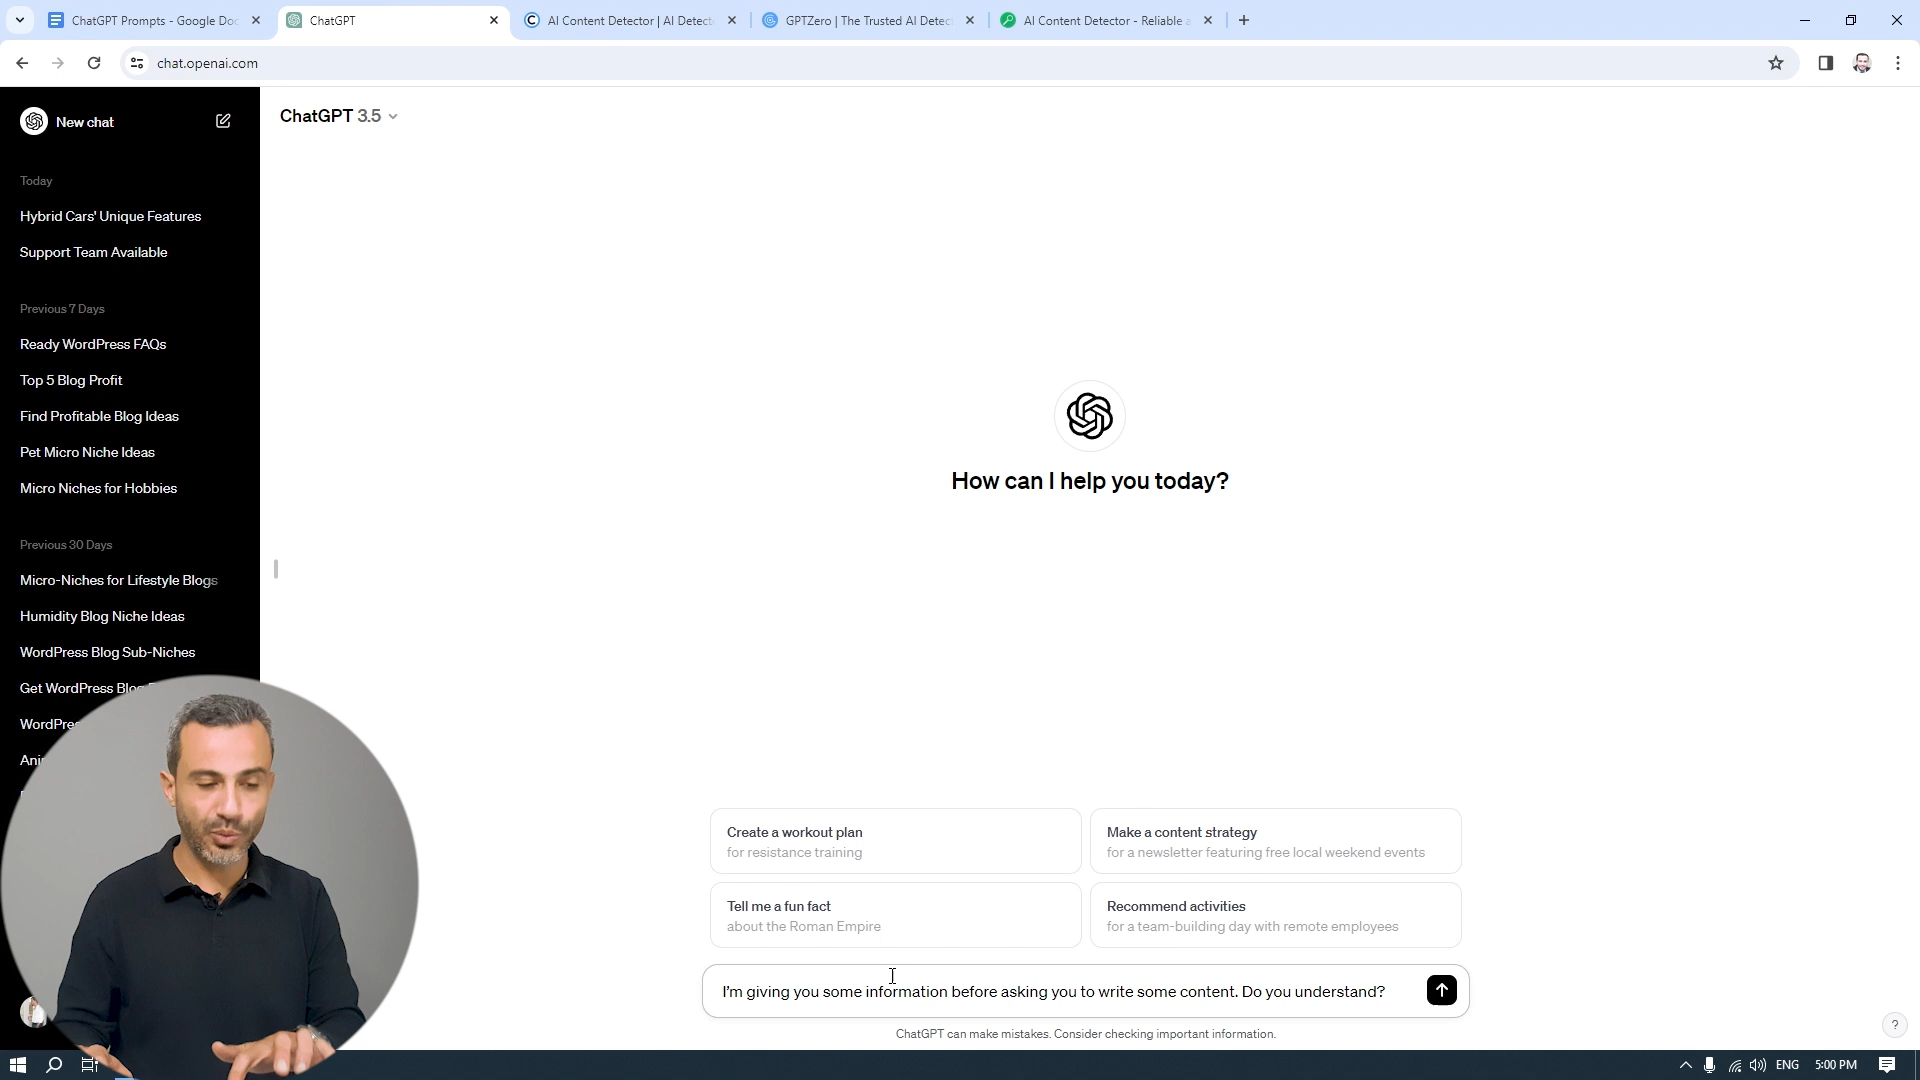 ChatGPT Prompts - Google Doc
ChatGPT
AI Content Detector | AI Detect
GPTZero | The Trusted AI Detec
AI Content Detector - Reliable a
chat.openai.com
New chat
ChatGPT 3.5
Today
Hybrid Cars' Unique Features
Support Team Available
Previous 7 Days
Ready WordPress FAQs
Top 5 Blog Profit
Find Profitable Blog Ideas
Pet Micro Niche Ideas
Micro Niches for Hobbies
Previous 30 Days
Micro-Niches for Lifestyle Blogs
Humidity Blog Niche Ideas
WordPress Blog Sub-Niches
Get WordPress Blog
WordPres
Ani
How can I help you today?
Create a workout plan
for resistance training
Make a content strategy
for a newsletter featuring free local weekend events
Tell me a fun fact
about the Roman Empire
Recommend activities
for a team-building day with remote employees
I'm giving you some information before asking you to write some content. Do you understand?
ChatGPT can make mistakes. Consider checking important information.
?
ENG
5:00 PM